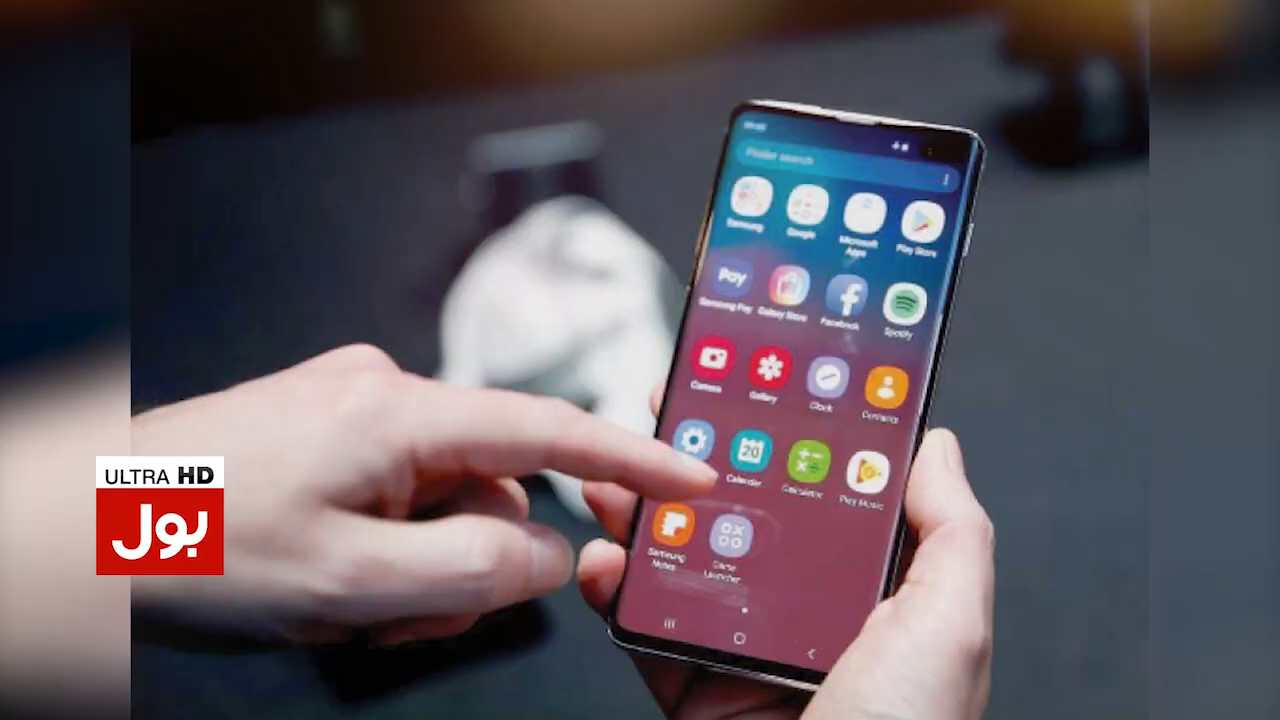 Finder search
Samsung
Google
Microsoft
Apps
Play Store
Pay
Samsung Pay
Galaxy Store
Facebook
Spotify
Camera
Gallery
Clock
Contacts
20
Calendar
Calculator
Play Music
Samsung
Notes
Game
Launcher
ULTRA HD
بول